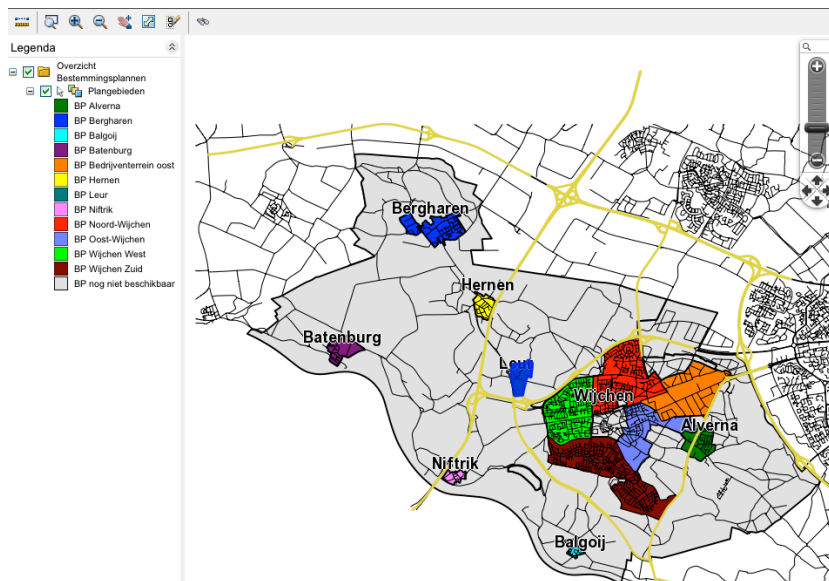 Legenda
Overzicht
Bestemmingsplannen
Plangebieden
BP Alverna
BP Bergharen
BP Balgoij
BP Batenburg
BP Bedrijventerrein oost
BP Hernen
BP Leur
BP Niftrik
BP Noord-Wijchen
BP Oost-Wijchen
BP Wijchen West
BP Wijchen Zuid
BP nog niet beschikbaar
Bergharen
Hernen
Batenburg
Leur
Wijchen
Alverna
Niftrik
Balgoij